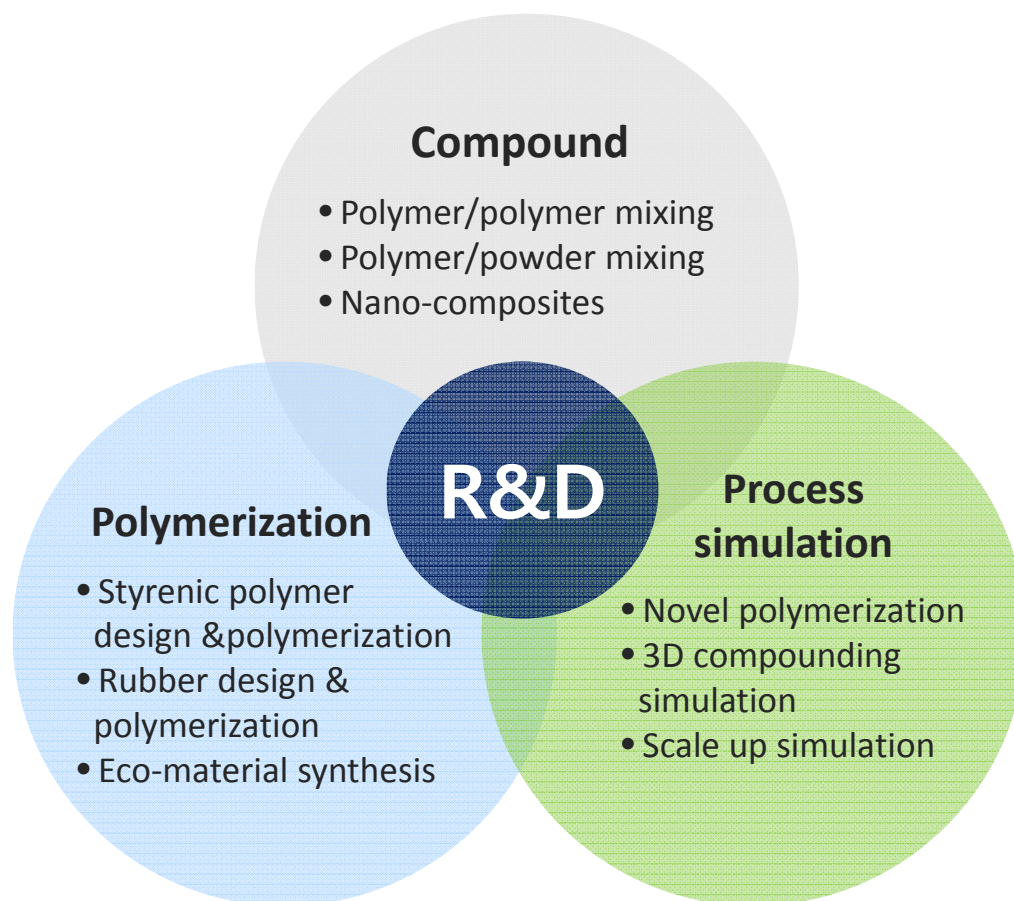 Compound
• Polymer/polymer mixing
• Polymer/powder mixing
• Nano-composites
R&D
Polymerization
• Styrenic polymer
design &polymerization
• Rubber design &
polymerization
• Eco-material synthesis
Process
simulation
• Novel polymerization
• 3D compounding
simulation
• Scale up simulation